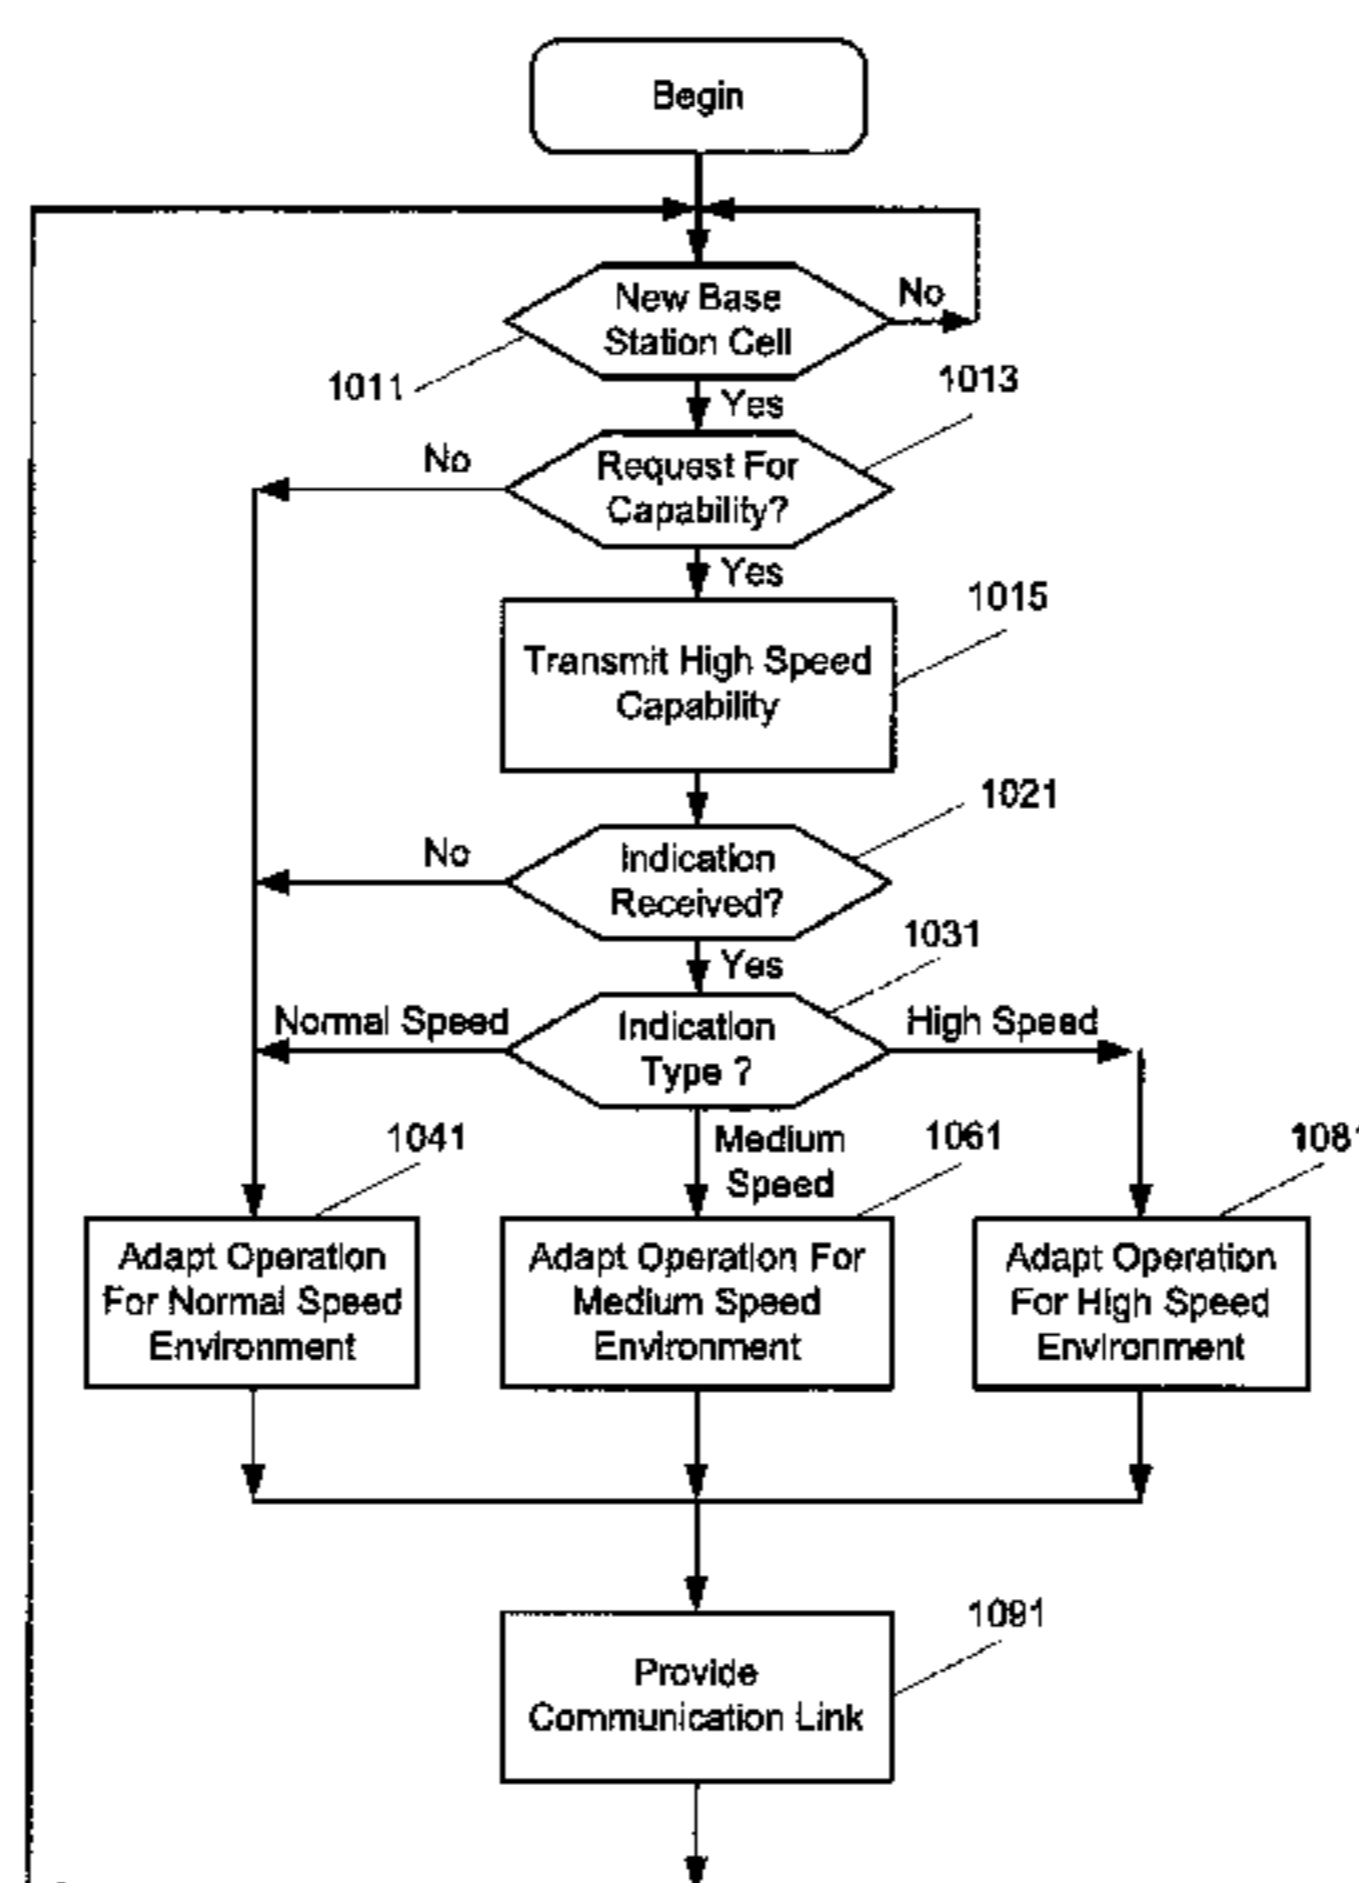 Begin
New Base
Station Cell
No
1011
Yes
1013
No
Request For
Capability?
Yes
1015
Transmit High Speed
Capability
1021
No
Indication
Received?
1031
Yes
Normal Speed
Indication
Type ?
High Speed
1041
Medium
Speed
1061
1081
Adapt Operation
For Normal Speed
Environment
Adapt Operation For
Medium Speed
Environment
Adapt Operation
For High Speed
Environment
1091
Provide
Communication Link